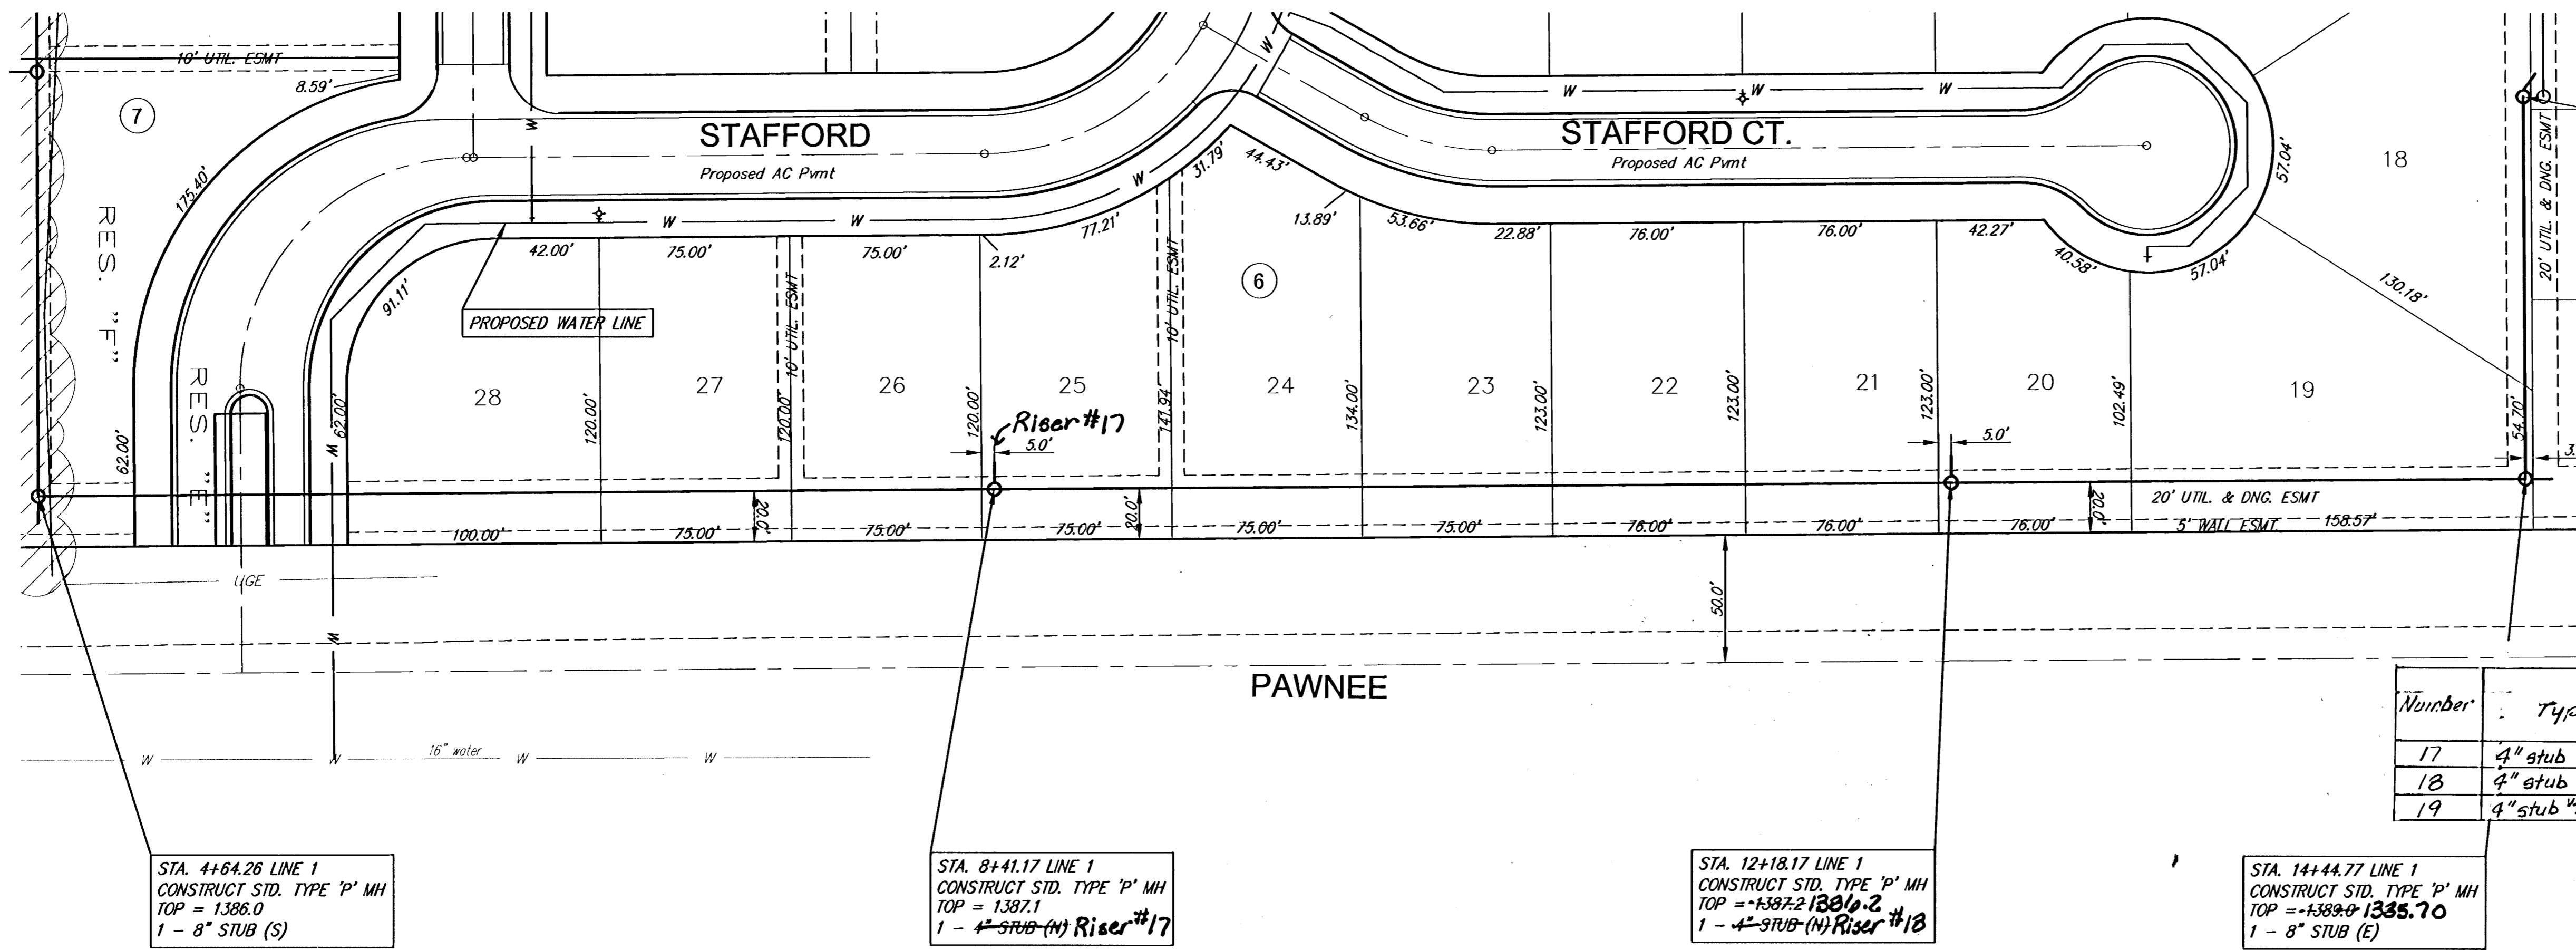 10' UTIL. ESMT
8.59'
7
175.40'
RES. "F"
RES. "E"
62.00'
STAFFORD
Proposed AC Pvmt
STAFFORD CT.
Proposed AC Pvmt
W
W
W
W
W
W
W
W
31.79'
44.43'
77.21'
13.89'
53.66'
22.88'
76.00'
76.00'
42.27'
40.58'
57.04'
57.04'
130.18'
18
20' UTIL. & DNG. ESMT
42.00'
75.00'
75.00'
2.12'
91.11'
PROPOSED WATER LINE
10' UTIL. ESMT
10' UTIL. ESMT
6
28
27
26
25
24
23
22
21
20
19
62.00'
120.00'
120.00'
120.00'
141.94'
134.00'
123.00'
123.00'
123.00'
102.49'
54.70'
3.
W
Riser #17
5.0'
5.0'
20.0'
20.0'
20.0'
20' UTIL. & DNG. ESMT
5' WALL ESMT.
158.57'
100.00'
75.00'
75.00'
75.00'
75.00'
75.00'
76.00'
76.00'
76.00'
UGE
W
50.0'
PAWNEE
W
W
16" water
W
W
Number
Typ
17
4" stub
18
4" stub
19
4" stub
STA. 4+64.26 LINE 1
CONSTRUCT STD. TYPE 'P' MH
TOP = 1386.0
1 - 8" STUB (S)
STA. 8+41.17 LINE 1
CONSTRUCT STD. TYPE 'P' MH
TOP = 1387.1
1 - 4" STUB (N) Riser #17
STA. 12+18.17 LINE 1
CONSTRUCT STD. TYPE 'P' MH
TOP = 1387.2 1386.2
1 - 4" STUB (N) Riser #18
STA. 14+44.77 LINE 1
CONSTRUCT STD. TYPE 'P' MH
TOP = 1389.0 1385.70
1 - 8" STUB (E)